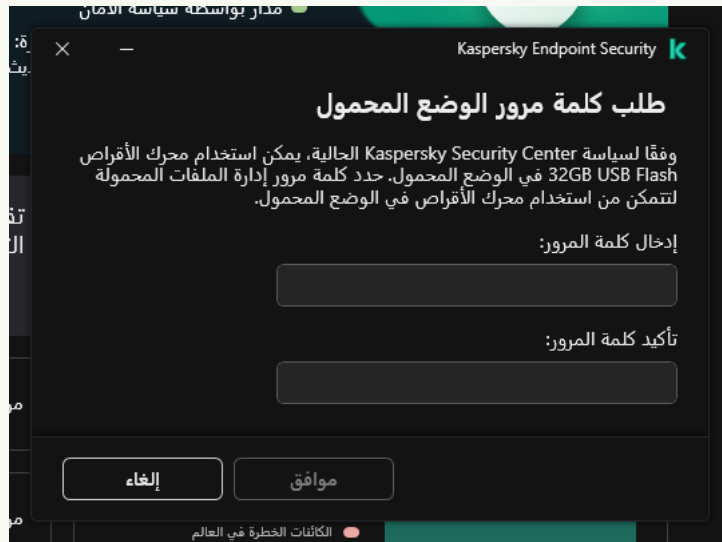 مدار بواسطة سياسة الأمان
Kaspersky Endpoint Security
طلب كلمة مرور الوضع المحمول
وفقًا لسياسة Kaspersky Security Center الحالية، يمكن استخدام محرك الأقراص
32GB USB Flash في الوضع المحمول. حدد كلمة مرور إدارة الملفات المحمولة
لتتمكن من استخدام محرك الأقراص في الوضع المحمول.
إدخال كلمة المرور:
تأكيد كلمة المرور:
موافق
إلغاء
الكائنات الخطرة في العالم